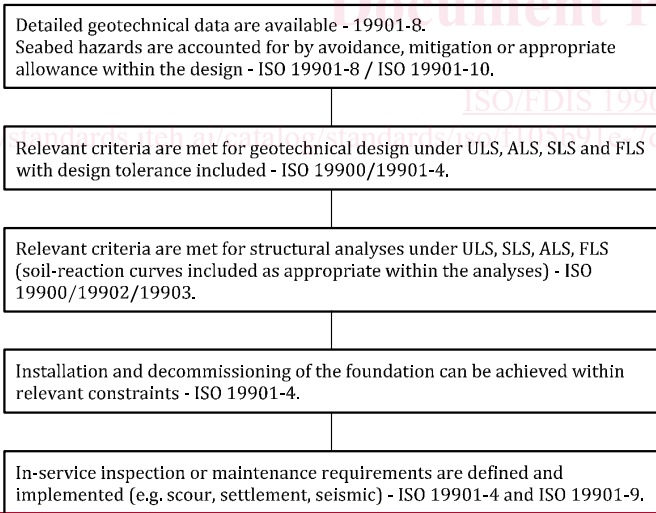 Document P
Detailed geotechnical data are available - 19901-8.
Seabed hazards are accounted for by avoidance, mitigation or appropriate
allowance within the design - ISO 19901-8 / ISO 19901-10.
ISO/FDIS 1990
Relevant criteria are met for geotechnical design under ULS, ALS, SLS and FLS
with design tolerance included - ISO 19900/19901-4.
Relevant criteria are met for structural analyses under ULS, SLS, ALS, FLS
(soil-reaction curves included as appropriate within the analyses) - ISO
19900/19902/19903.
Installation and decommissioning of the foundation can be achieved within
relevant constraints - ISO 19901-4.
In-service inspection or maintenance requirements are defined and
implemented (e.g. scour, settlement, seismic) - ISO 19901-4 and ISO 19901-9.